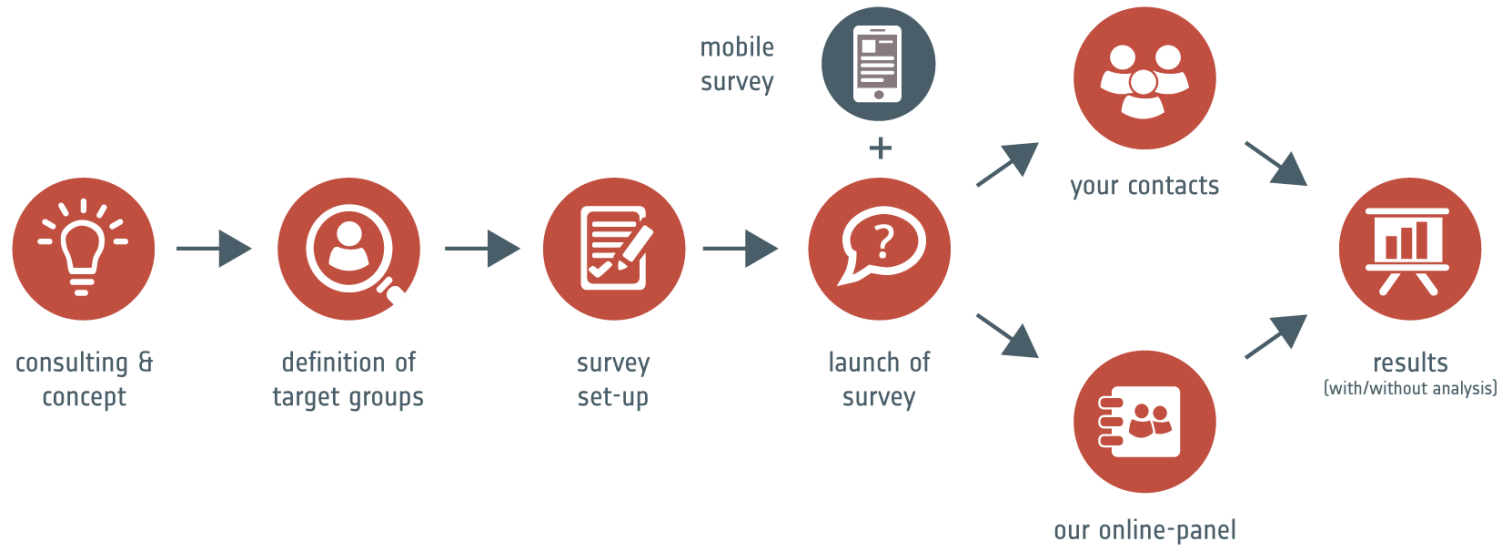 mobile
survey
+
your contacts
?
consulting &
concept
definition of
target groups
survey
set-up
launch of
survey
results
(with/without analysis)
our online-panel